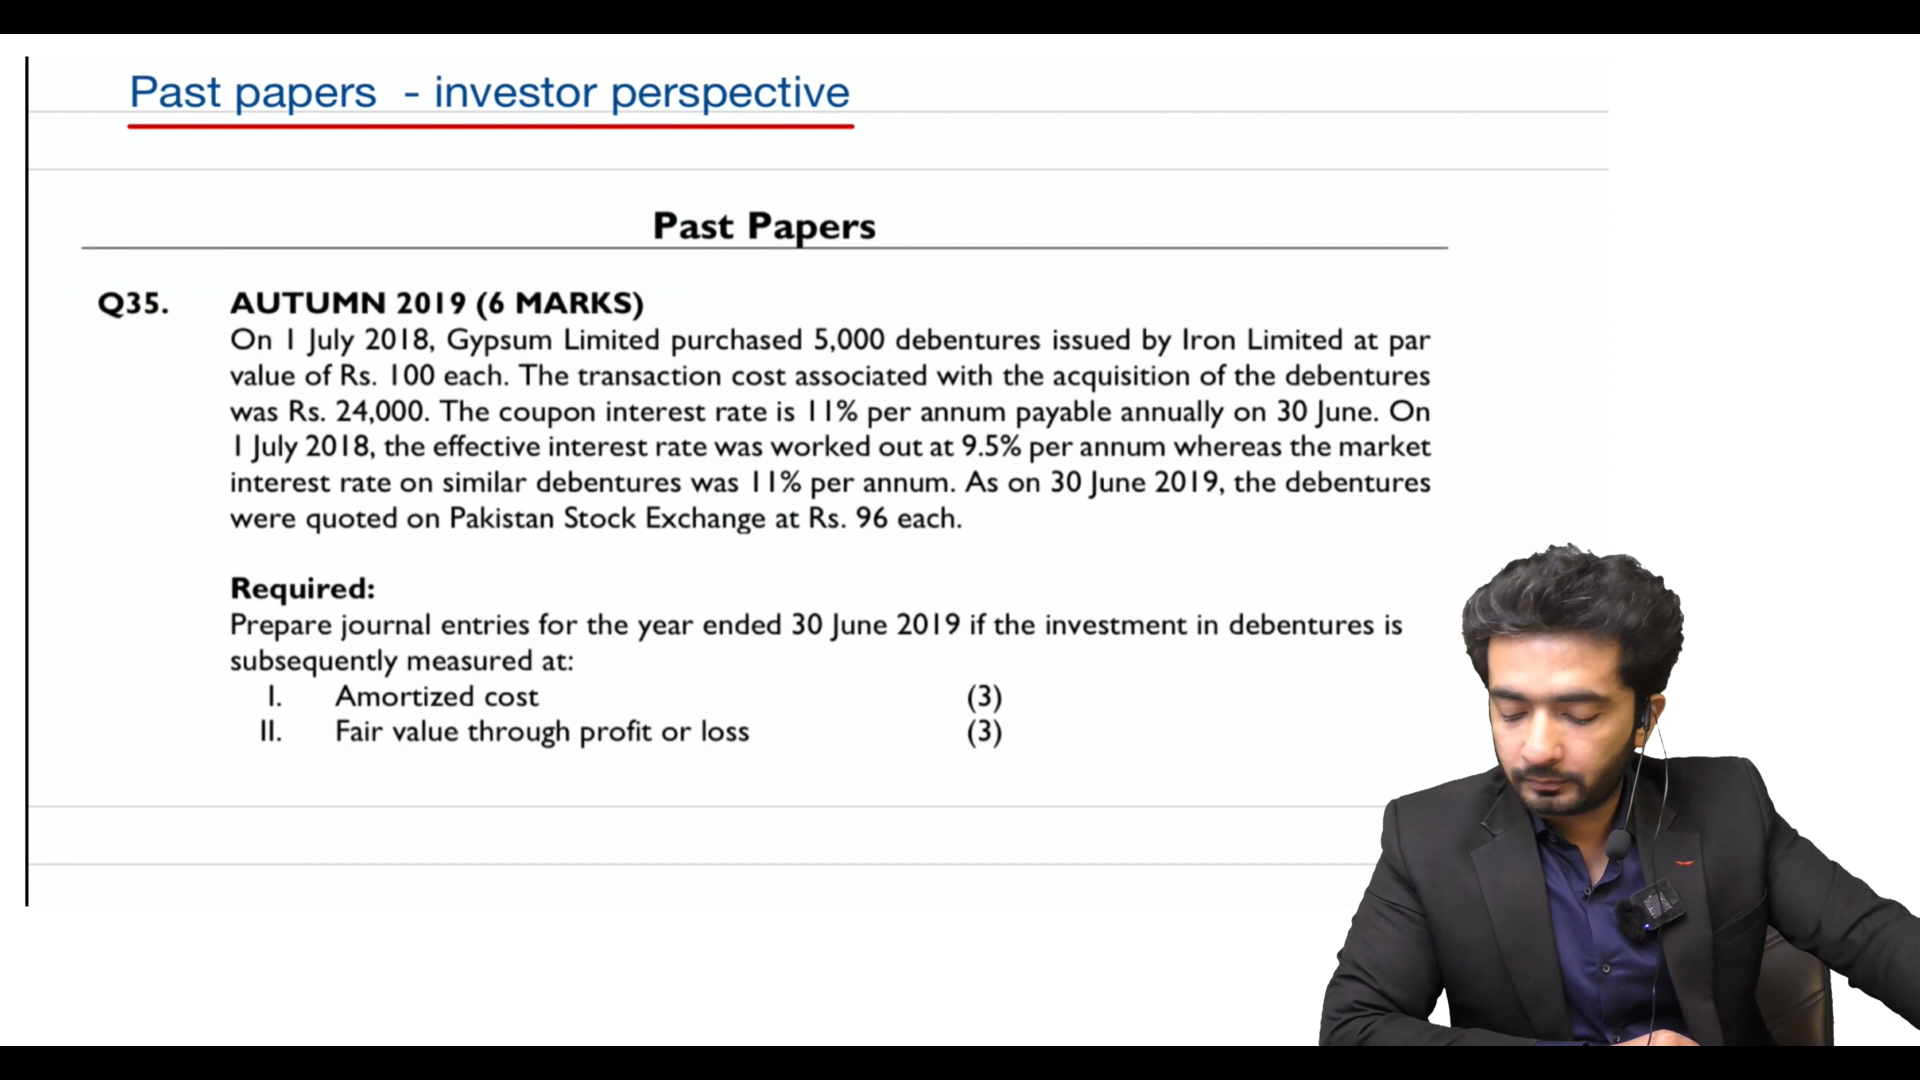 Past papers - investor perspective
Past Papers
Q35. AUTUMN 2019 (6 MARKS)
On 1 July 2018, Gypsum Limited purchased 5,000 debentures issued by Iron Limited at par
value of Rs. 100 each. The transaction cost associated with the acquisition of the debentures
was Rs. 24,000. The coupon interest rate is 11% per annum payable annually on 30 June. On
1 July 2018, the effective interest rate was worked out at 9.5% per annum whereas the market
interest rate on similar debentures was 11% per annum. As on 30 June 2019, the debentures
were quoted on Pakistan Stock Exchange at Rs. 96 each.
Required:
Prepare journal entries for the year ended 30 June 2019 if the investment in debentures is
subsequently measured at:
I. Amortized cost (3)
II. Fair value through profit or loss (3)